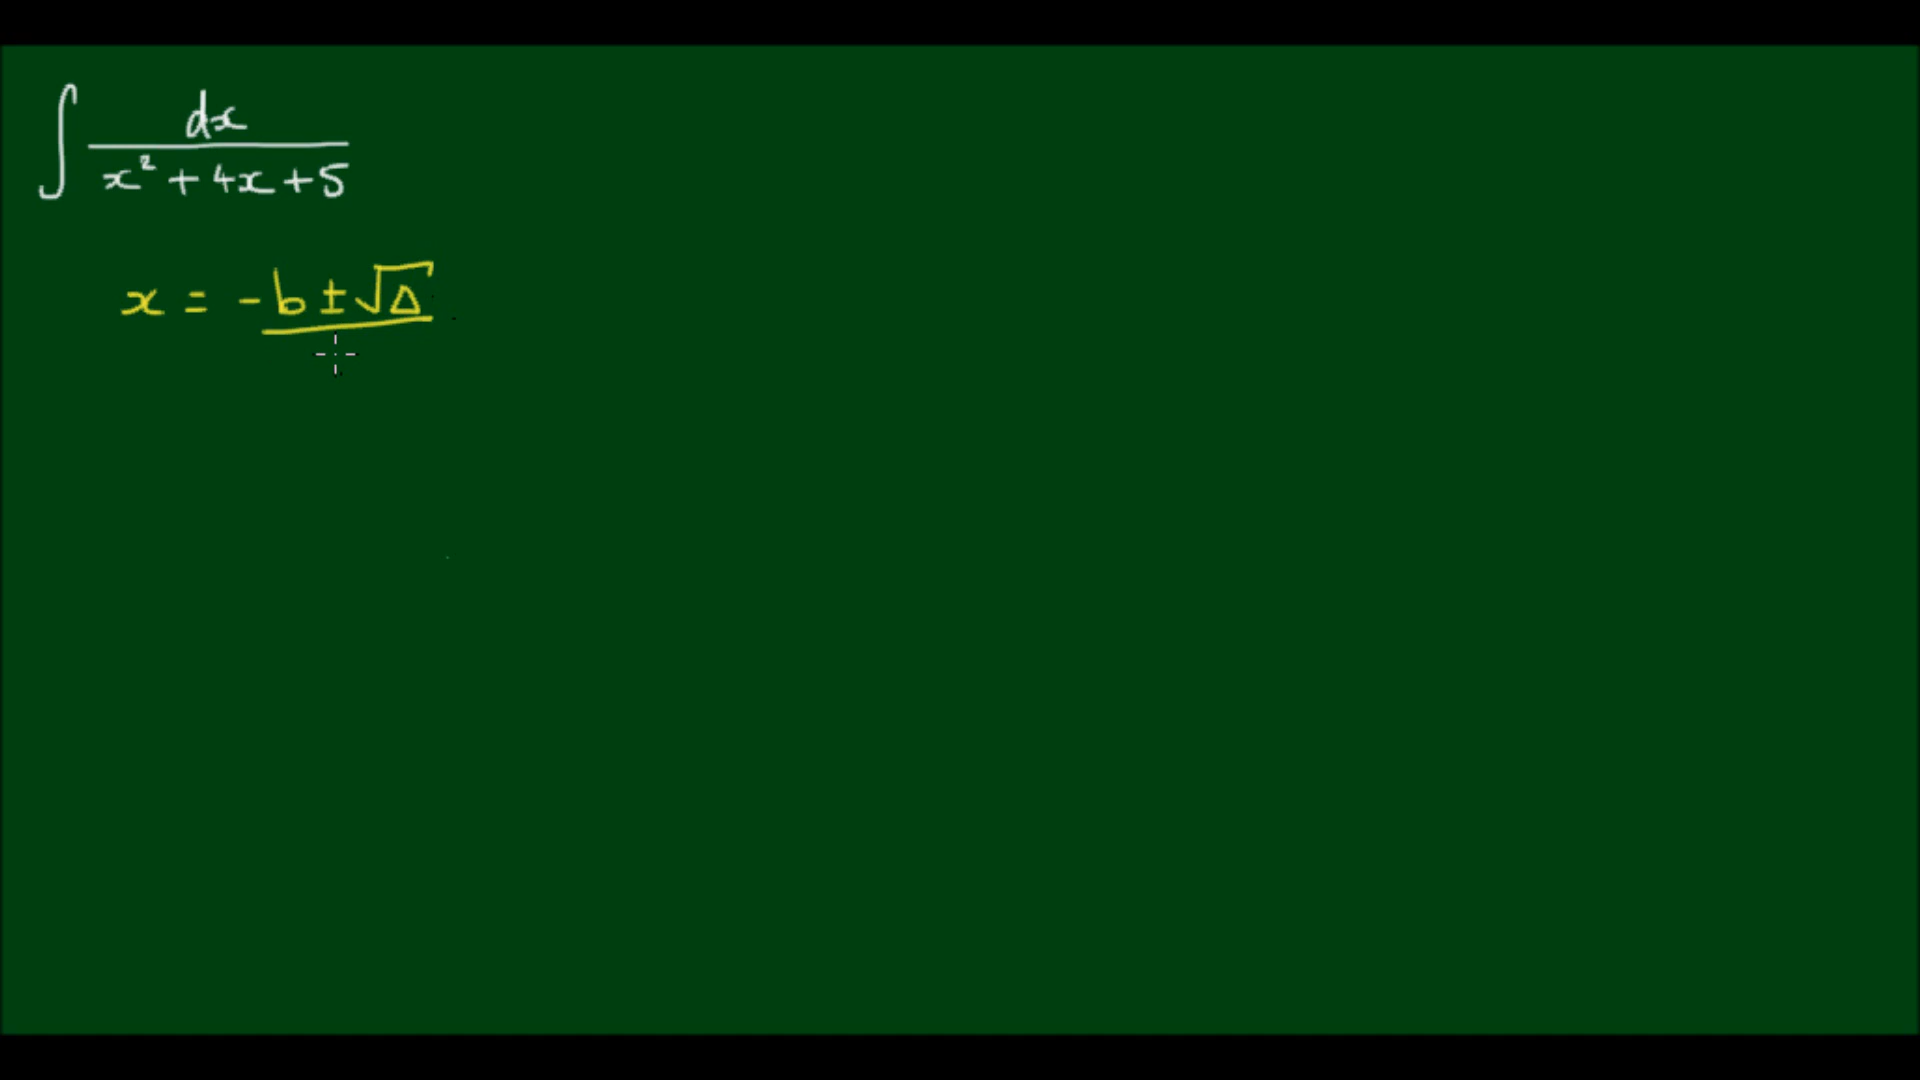 ∫ dx / x² + 4x + 5
x = -b ± √Δ